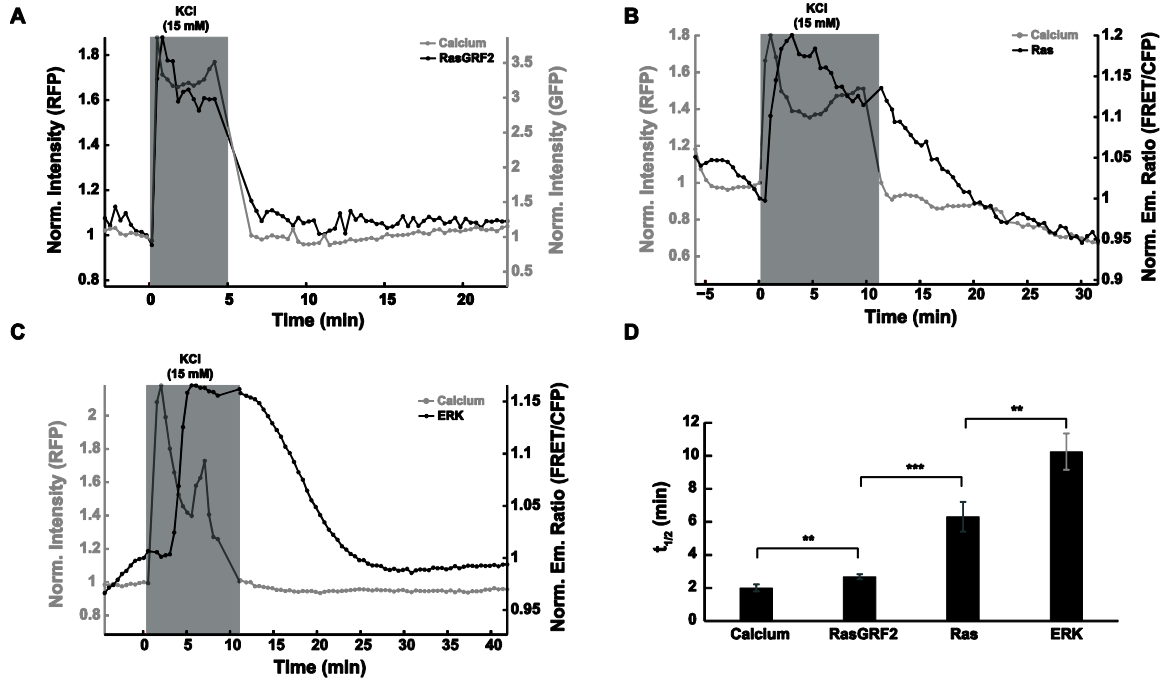 A
KCl
(15 mM)
Calcium
RasGRF2
Norm. Intensity (RFP)
1.8
1.6
1.4
1.2
1
0.8
3.5
3
2.5
2
1.5
1
0.5
Norm. Intensity (GFP)
0 5 10 15 20
Time (min)
B
KCl
(15 mM)
Calcium
Ras
Norm. Intensity (RFP)
1.8
1.6
1.4
1.2
1
0.8
0.6
1.2
1.15
1.1
1.05
1
0.95
0.9
Norm. Em. Ratio (FRET/CFP)
−5 0 5 10 15 20 25 30
Time (min)
C
KCl
(15 mM)
Calcium
ERK
Norm. Intensity (RFP)
2
1.8
1.6
1.4
1.2
1
0.8
1.15
1.1
1.05
1
0.95
Norm. Em. Ratio (FRET/CFP)
0 5 10 15 20 25 30 35 40
Time (min)
D
t1/2 (min)
12
10
8
6
4
2
0
**
***
**
Calcium RasGRF2 Ras ERK